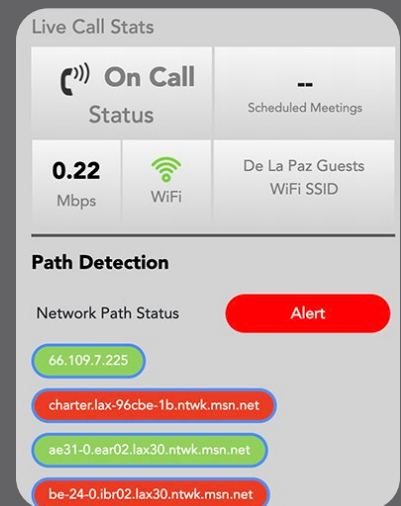 Live Call Stats
On Call
Status
--
Scheduled Meetings
0.22
Mbps
WiFi
De La Paz Guests
WiFi SSID
Path Detection
Network Path Status
Alert
66.109.7.225
charter.lax-96cbe-1b.ntwk.msn.net
ae31-0.ear02.lax30.ntwk.msn.net
be-24-0.ibr02.lax30.ntwk.msn.net